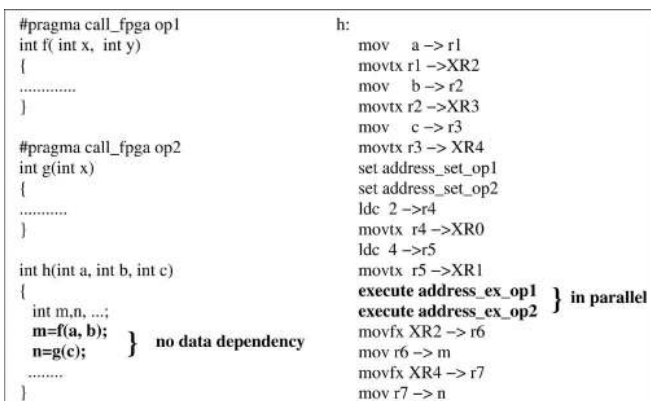 #pragma call_fpga op1
int f( int x, int y)
{
.............
}
#pragma call_fpga op2
int g(int x)
{
...........
}
int h(int a, int b, int c)
{
int m,n, ...;
m=f(a, b);
n=g(c);
} no data dependency
........
}
h:
mov a –> r1
movtx r1 –>XR2
mov b –> r2
movtx r2 –>XR3
mov c –> r3
movtx r3 –> XR4
set address_set_op1
set address_set_op2
ldc 2 –>r4
movtx r4 –>XR0
ldc 4 –>r5
movtx r5 –>XR1
execute address_ex_op1
execute address_ex_op2
} in parallel
movfx XR2 –> r6
mov r6 –> m
movfx XR4 –> r7
mov r7 –> n